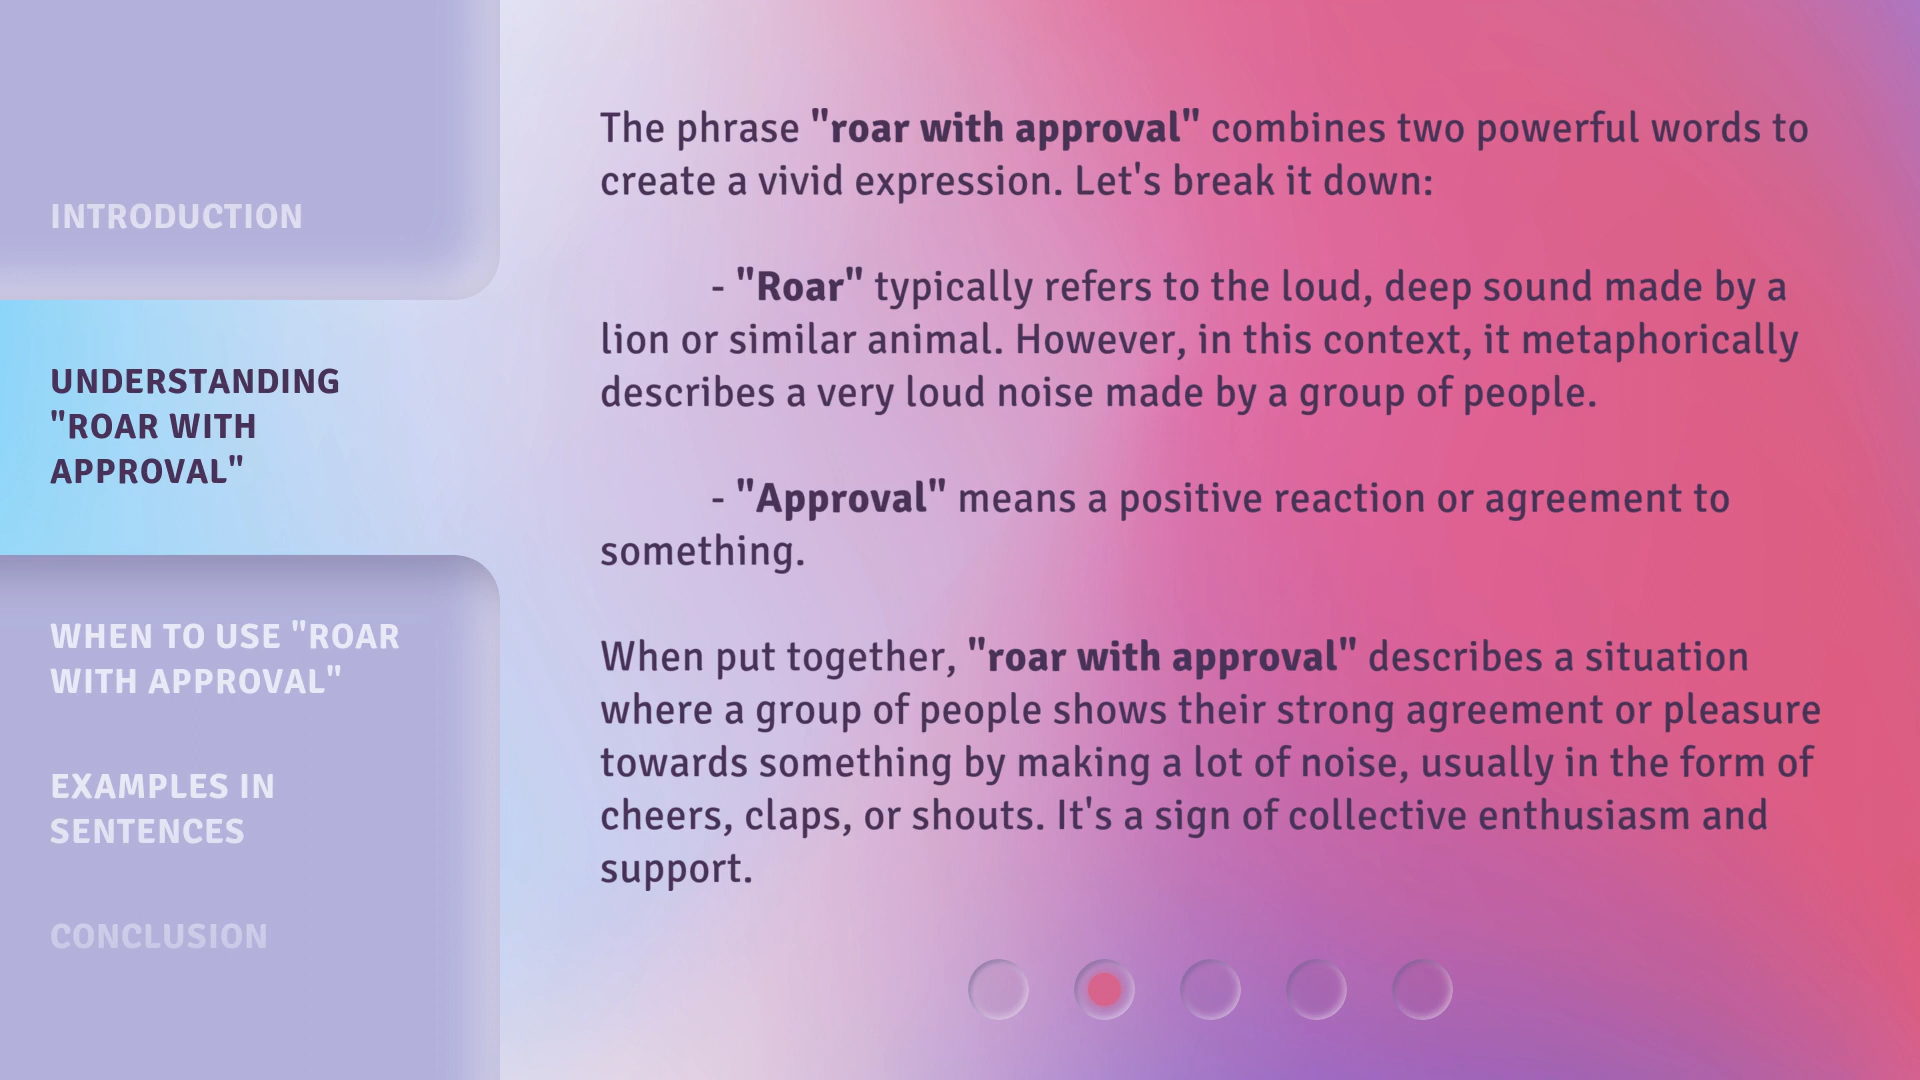 INTRODUCTION
UNDERSTANDING
"ROAR WITH
APPROVAL"
WHEN TO USE "ROAR
WITH APPROVAL"
EXAMPLES IN
SENTENCES
CONCLUSION
The phrase "roar with approval" combines two powerful words to
create a vivid expression. Let's break it down:
- "Roar" typically refers to the loud, deep sound made by a
lion or similar animal. However, in this context, it metaphorically
describes a very loud noise made by a group of people.
- "Approval" means a positive reaction or agreement to
something.
When put together, "roar with approval" describes a situation
where a group of people shows their strong agreement or pleasure
towards something by making a lot of noise, usually in the form of
cheers, claps, or shouts. It's a sign of collective enthusiasm and
support.